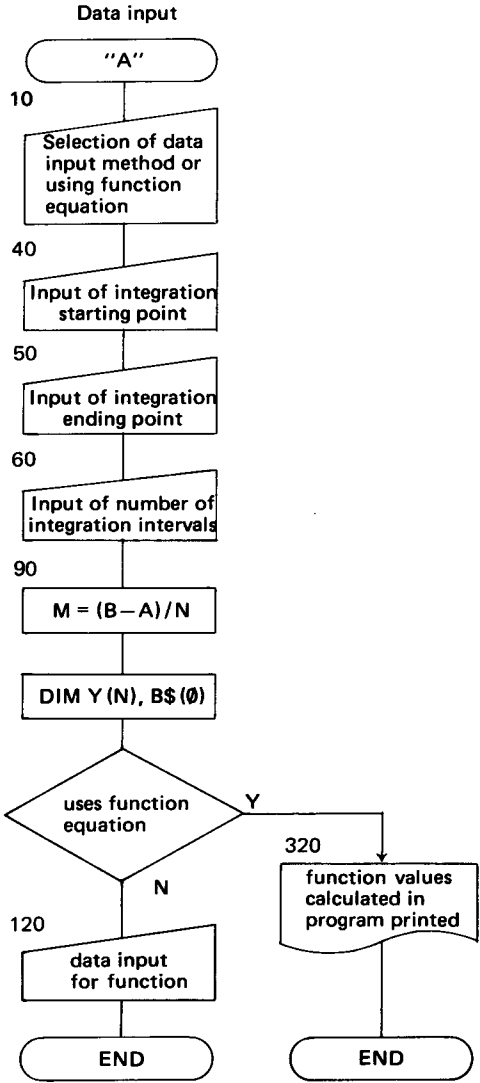 Data input
"A"
10
Selection of data
input method or
using function
equation
40
Input of integration
starting point
50
Input of integration
ending point
60
Input of number of
integration intervals
90
M = (B–A)/N
DIM Y(N), B$(Ø)
uses function
equation
Y
N
320
function values
calculated in
program printed
120
data input
for function
END
END